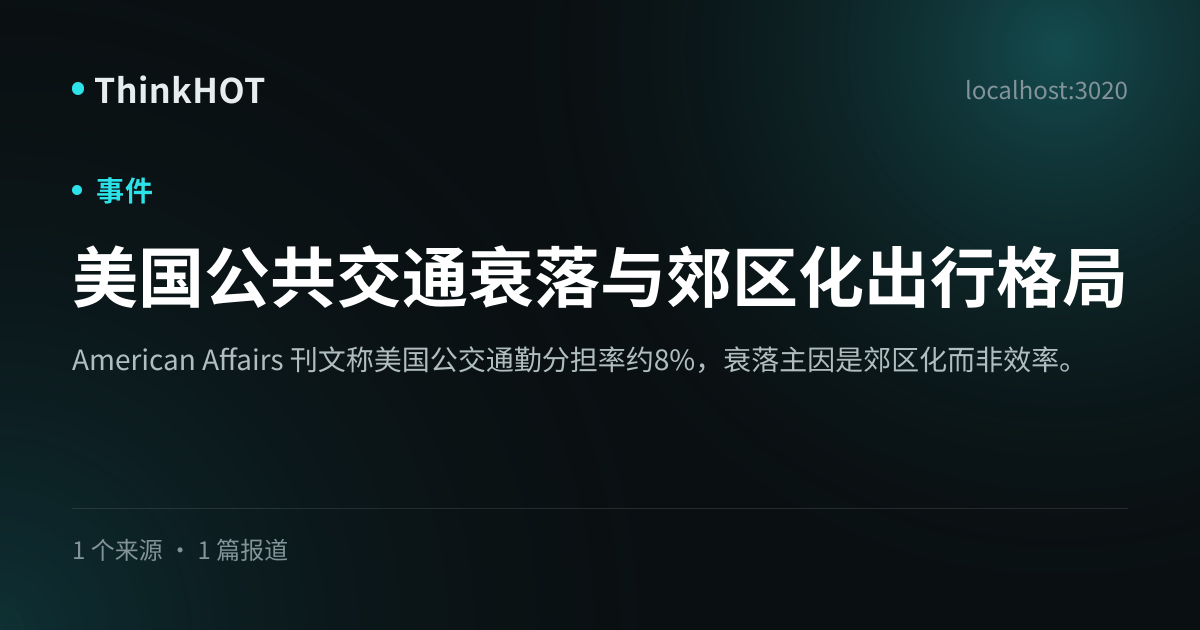 ThinkHOT
localhost:3020
事件
美国公共交通衰落与郊区化出行格局
American Affairs 刊文称美国公交通勤分担率约8%，衰落主因是郊区化而非效率。
1 个来源 · 1 篇报道